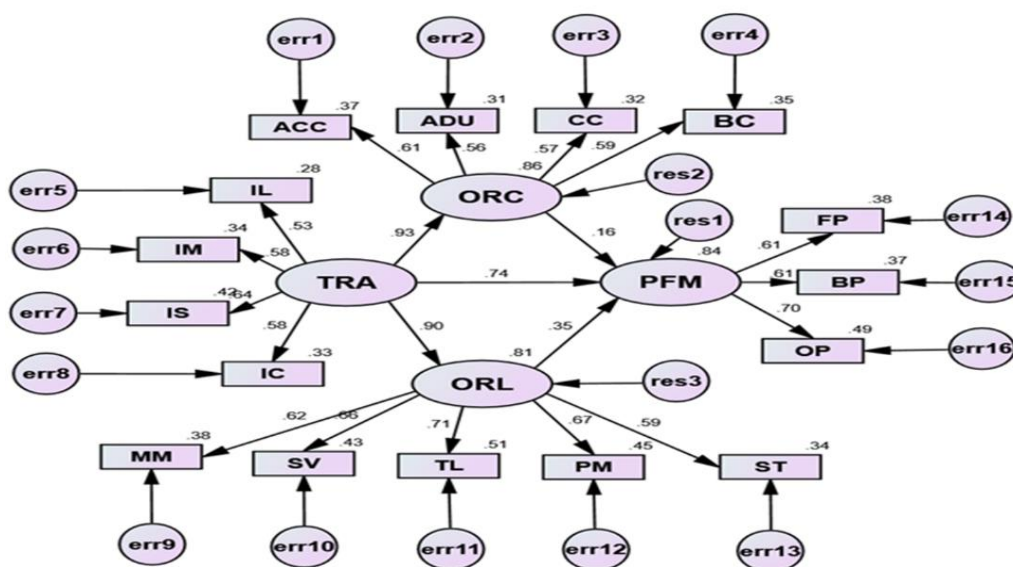 err1 err2 err3 err4
.37 .31 .32 .35
ACC ADU CC BC
.61 .56 .57 .59
.28 .86
err5 IL ORC res2
.53 .16 res1 .38
err6 .34 FP err14
IM .58 .93 .84 .61
TRA .74 PFM .61 .37 BP err15
err7 IS .42 .64
.58 .90 .35 .70 .49
err8 .33 OP err16
IC .81
ORL res3
.62 .66 .71 .67 .59
.38 .43 .51 .45 .34
MM SV TL PM ST
err9 err10 err11 err12 err13